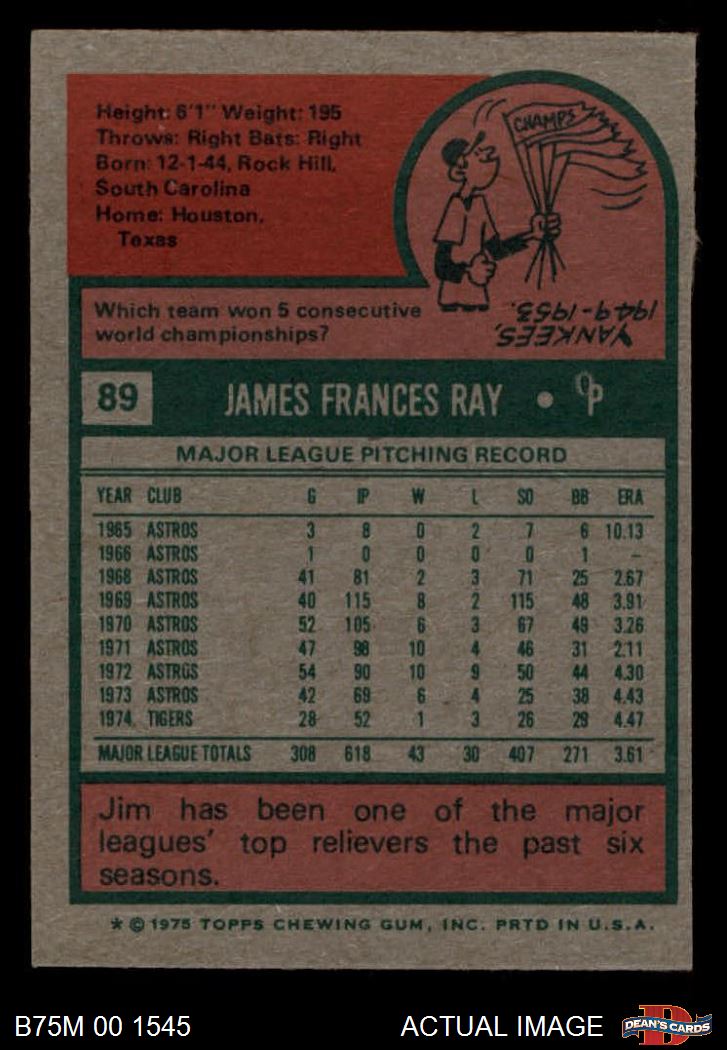 Height: 6'1" Weight: 195
Throws: Right Bats: Right
Born: 12-1-44, Rock Hill,
South Carolina
Home: Houston,
Texas
CHAMPS
Which team won 5 consecutive
world championships?
YANKEES,
1949-1953.
89 JAMES FRANCES RAY • P
MAJOR LEAGUE PITCHING RECORD
YEAR CLUB G IP W L SO BB ERA
1965 ASTROS 3 8 0 2 7 6 10.13
1966 ASTROS 1 0 0 0 0 1 –
1968 ASTROS 41 81 2 3 71 25 2.67
1969 ASTROS 40 115 8 2 115 48 3.91
1970 ASTROS 52 105 6 3 67 49 3.26
1971 ASTROS 47 98 10 4 46 31 2.11
1972 ASTROS 54 90 10 9 50 44 4.30
1973 ASTROS 42 69 6 4 25 38 4.43
1974 TIGERS 28 52 1 3 26 29 4.47
MAJOR LEAGUE TOTALS 308 618 43 30 407 271 3.61
Jim has been one of the major
leagues' top relievers the past six
seasons.
* © 1975 TOPPS CHEWING GUM, INC. PRTD IN U.S.A.
B75M 00 1545 ACTUAL IMAGE D DEAN'S CARDS